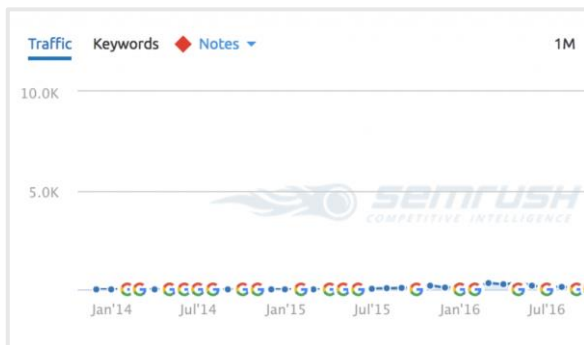 Traffic Keywords Notes 1M
10.0K
5.0K
SEMRUSH
COMPETITIVE INTELLIGENCE
Jan'14 Jul'14 Jan'15 Jul'15 Jan'16 Jul'16